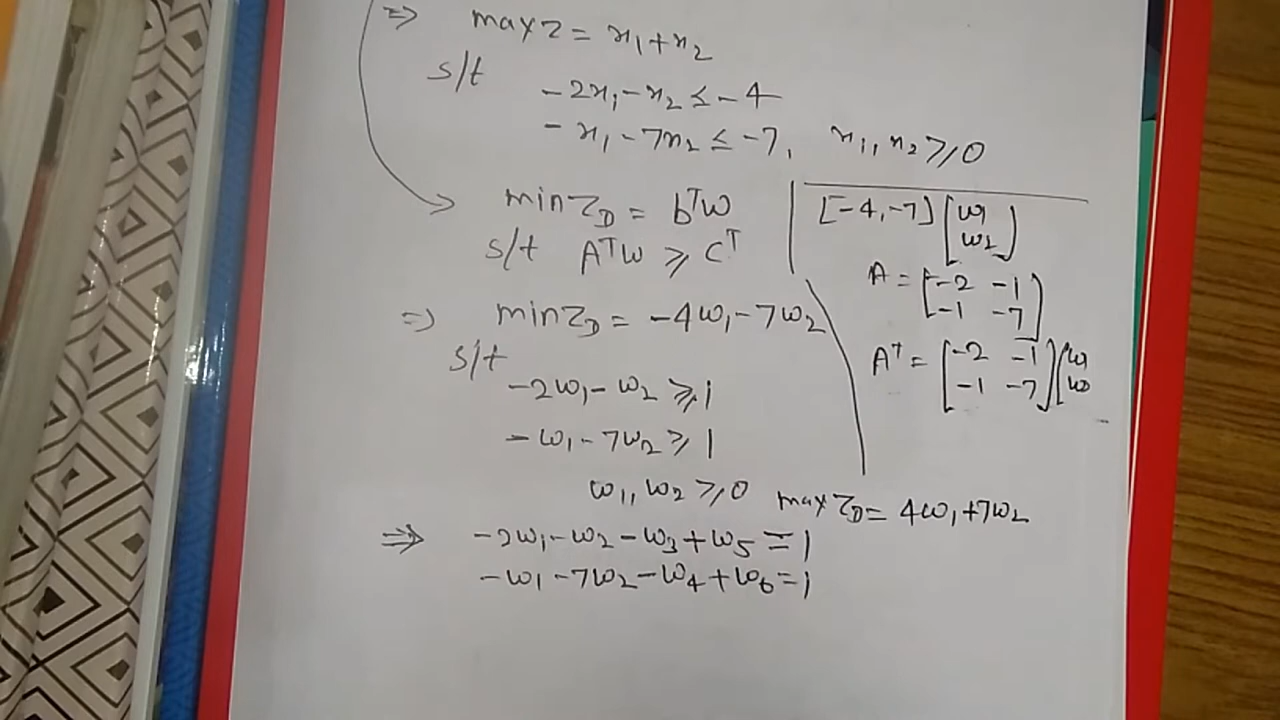 => max Z = x₁ + x₂
s/t
-2x₁ - x₂ ≤ -4
-x₁ - 7x₂ ≤ -7, x₁, x₂ ≥ 0
min Z_D = bᵀw
s/t Aᵀw ≥ Cᵀ
[-4, -7] [w₁ w₂]
A = [-2 -1
-1 -7]
=> min Z_D = -4w₁ - 7w₂
Aᵀ = [-2 -1
-1 -7] [w₁ w
s/t
-2w₁ - w₂ ≥ 1
-w₁ - 7w₂ ≥ 1
w₁, w₂ ≥ 0 max Z_D = 4w₁ + 7w₂
=> -2w₁ - w₂ - w₃ + w₅ = 1
-w₁ - 7w₂ - w₄ + w₆ = 1